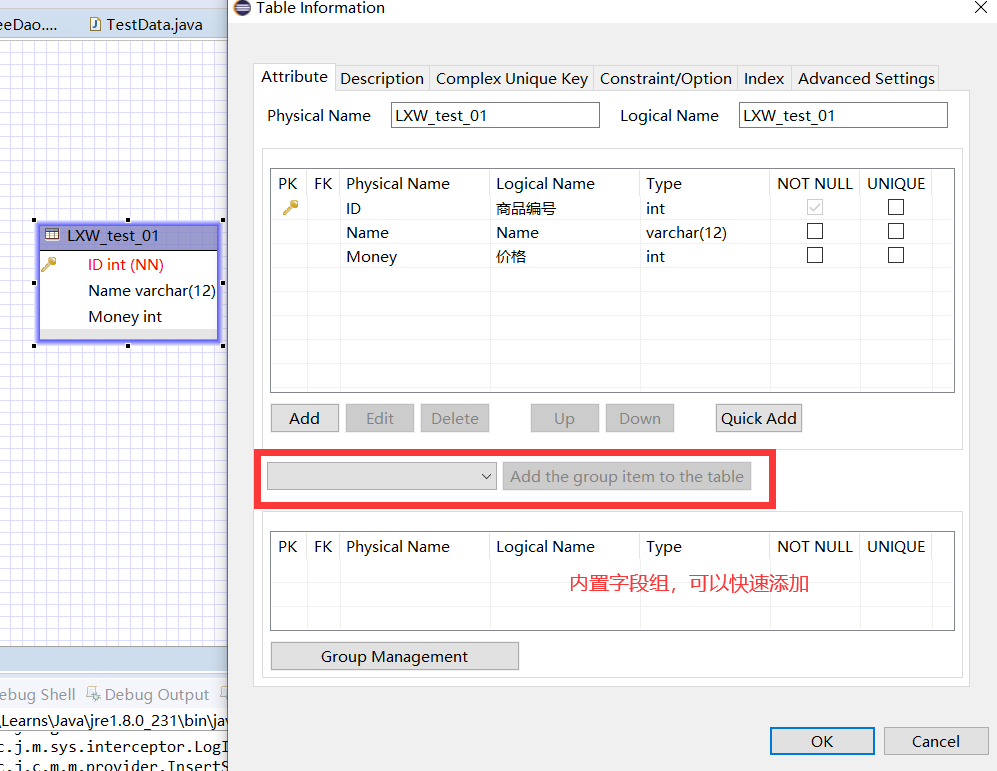 eeDao.... TestData.java
Table Information
Attribute Description Complex Unique Key Constraint/Option Index Advanced Settings
Physical Name LXW_test_01 Logical Name LXW_test_01
PK FK Physical Name Logical Name Type NOT NULL UNIQUE
ID 商品编号 int
Name Name varchar(12)
Money 价格 int
LXW_test_01
ID int (NN)
Name varchar(12)
Money int
Add Edit Delete Up Down Quick Add
Add the group item to the table
PK FK Physical Name Logical Name Type NOT NULL UNIQUE
内置字段组，可以快速添加
Group Management
ebug Shell Debug Output
\Learns\Java\jre1.8.0_231\bin\jav
c.j.m.sys.interceptor.LogI
c.j.c.m.m.provider.InsertS
OK Cancel